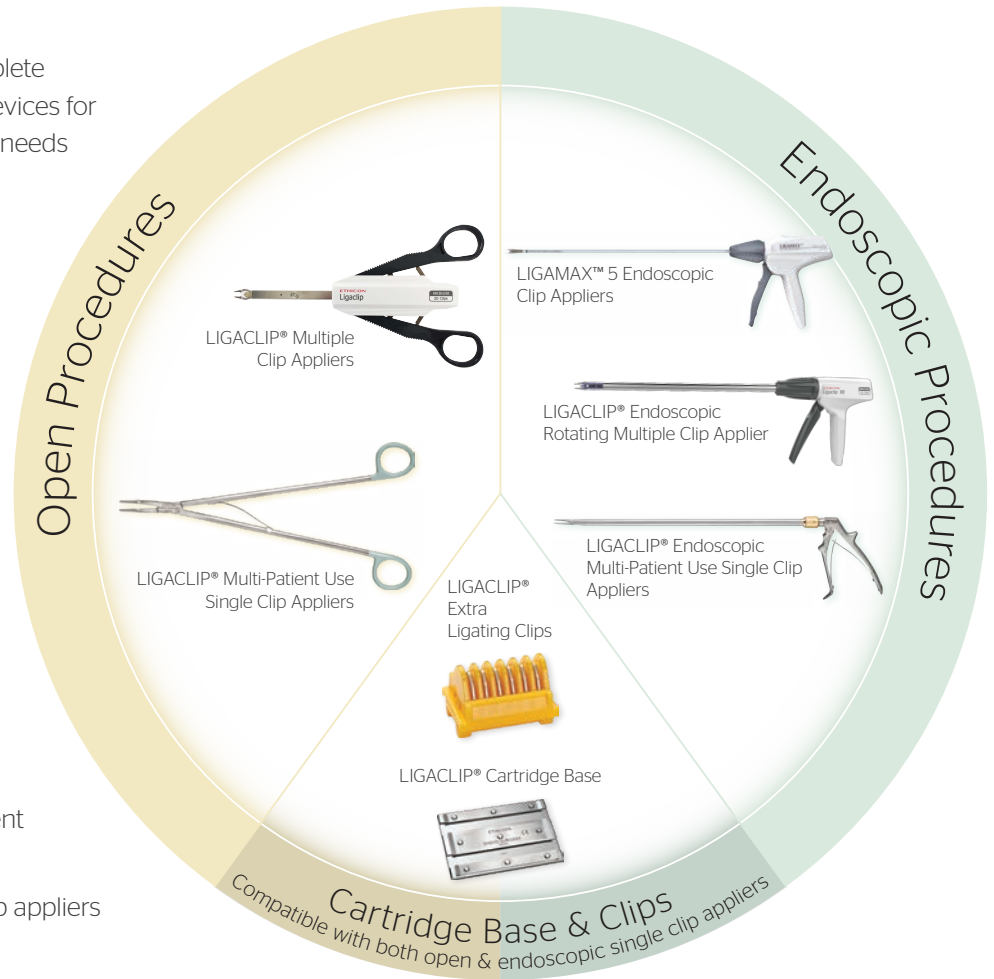 plete
evices for
needs
Open Procedures
Endoscopic Procedures
ETHICON
Ligaclip
LIGACLIP® Multiple
Clip Appliers
LIGAMAX™ 5 Endoscopic
Clip Appliers
LIGACLIP® Endoscopic
Rotating Multiple Clip Applier
LIGACLIP® Multi-Patient Use
Single Clip Appliers
LIGACLIP® Endoscopic
Multi-Patient Use Single Clip
Appliers
LIGACLIP®
Extra
Ligating Clips
LIGACLIP® Cartridge Base
ETHICON
ent
p appliers
Cartridge Base & Clips
Compatible with both open & endoscopic single clip appliers